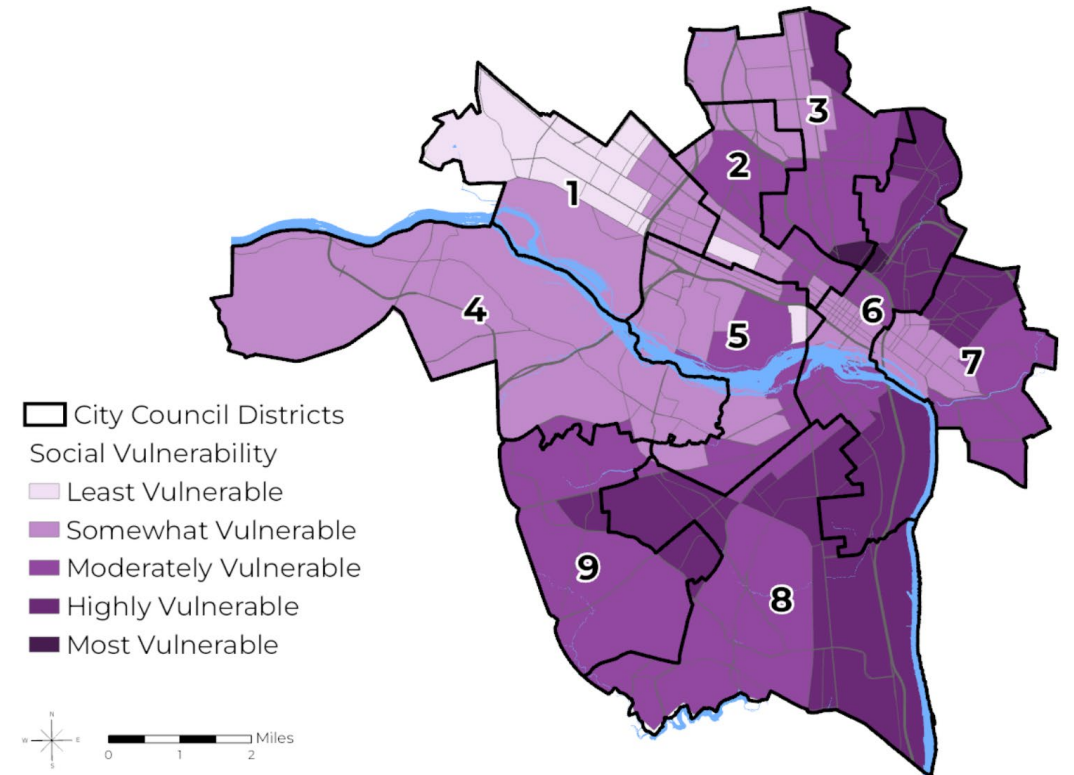 3
2
1
4
6
5
7
City Council Districts
Social Vulnerability
Least Vulnerable
Somewhat Vulnerable
Moderately Vulnerable
Highly Vulnerable
Most Vulnerable
9
8
N
W E
S
Miles
0 1 2